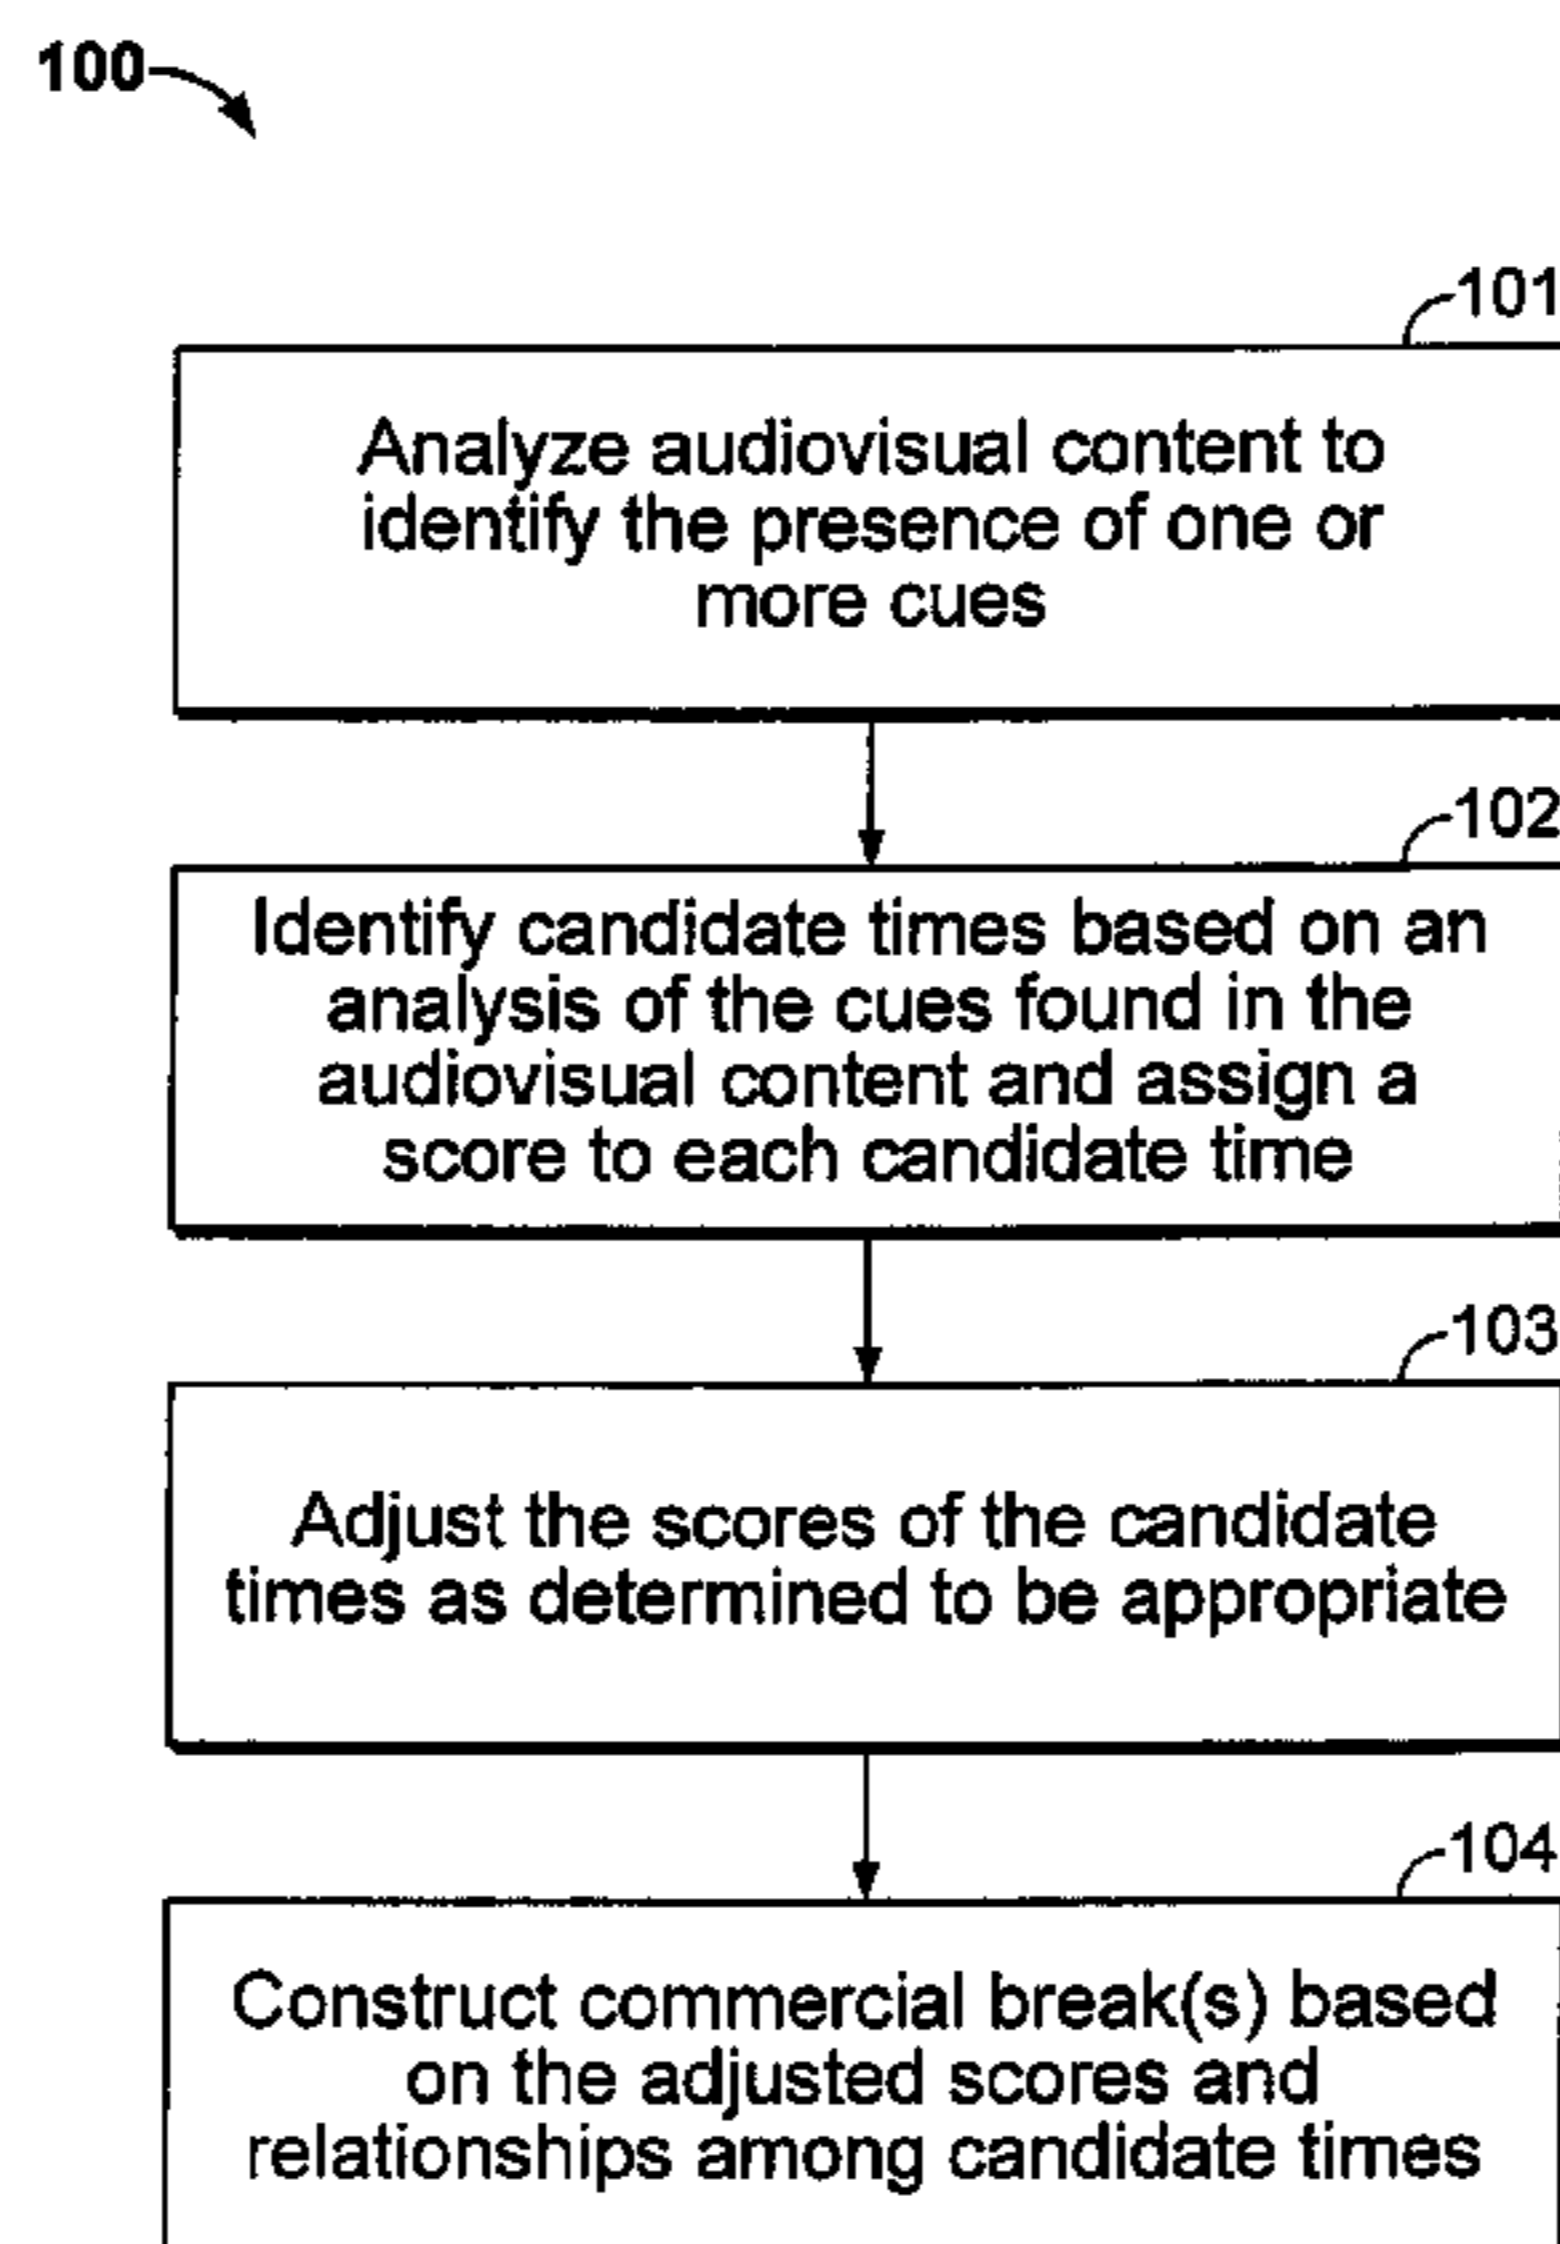 100
101
Analyze audiovisual content to
identify the presence of one or
more cues
102
Identify candidate times based on an
analysis of the cues found in the
audiovisual content and assign a
score to each candidate time
103
Adjust the scores of the candidate
times as determined to be appropriate
104
Construct commercial break(s) based
on the adjusted scores and
relationships among candidate times